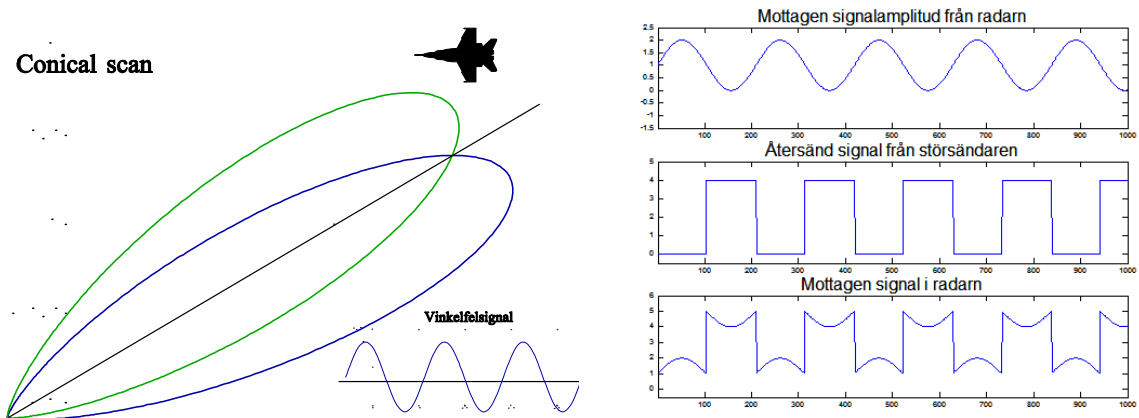 Conical scan
Vinkelfelsignal
Mottagen signalamplitud från radarn
2.5
2
1.5
1
0.5
0
-0.5
-1
-1.5
100 200 300 400 500 600 700 800 900 1000
Återsänd signal från störsändaren
5
4
3
2
1
0
100 200 300 400 500 600 700 800 900 1000
Mottagen signal i radarn
6
5
4
3
2
1
0
100 200 300 400 500 600 700 800 900 1000